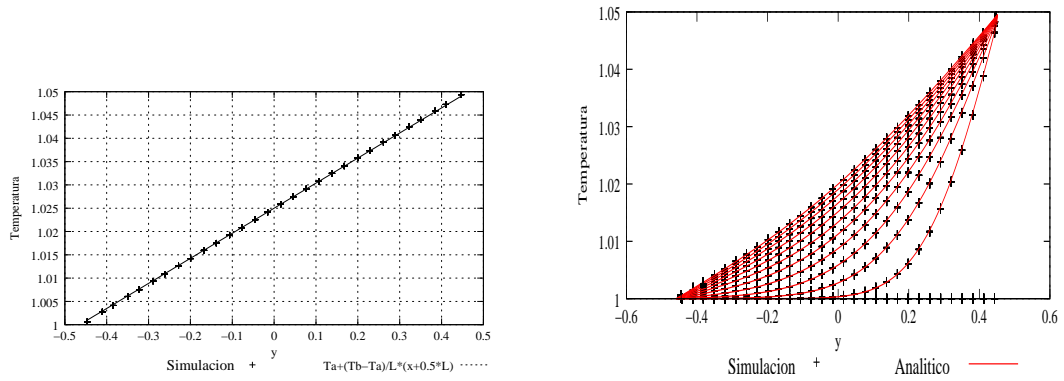 Temperatura
1.05
1.045
1.04
1.035
1.03
1.025
1.02
1.015
1.01
1.005
1
−0.5 −0.4 −0.3 −0.2 −0.1 0 0.1 0.2 0.3 0.4 0.5
y
Simulacion + Ta+(Tb−Ta)/L*(x+0.5*L)
Temperatura
1.05
1.04
1.03
1.02
1.01
1
−0.6 −0.4 −0.2 0 0.2 0.4 0.6
y
Simulacion + Analitico